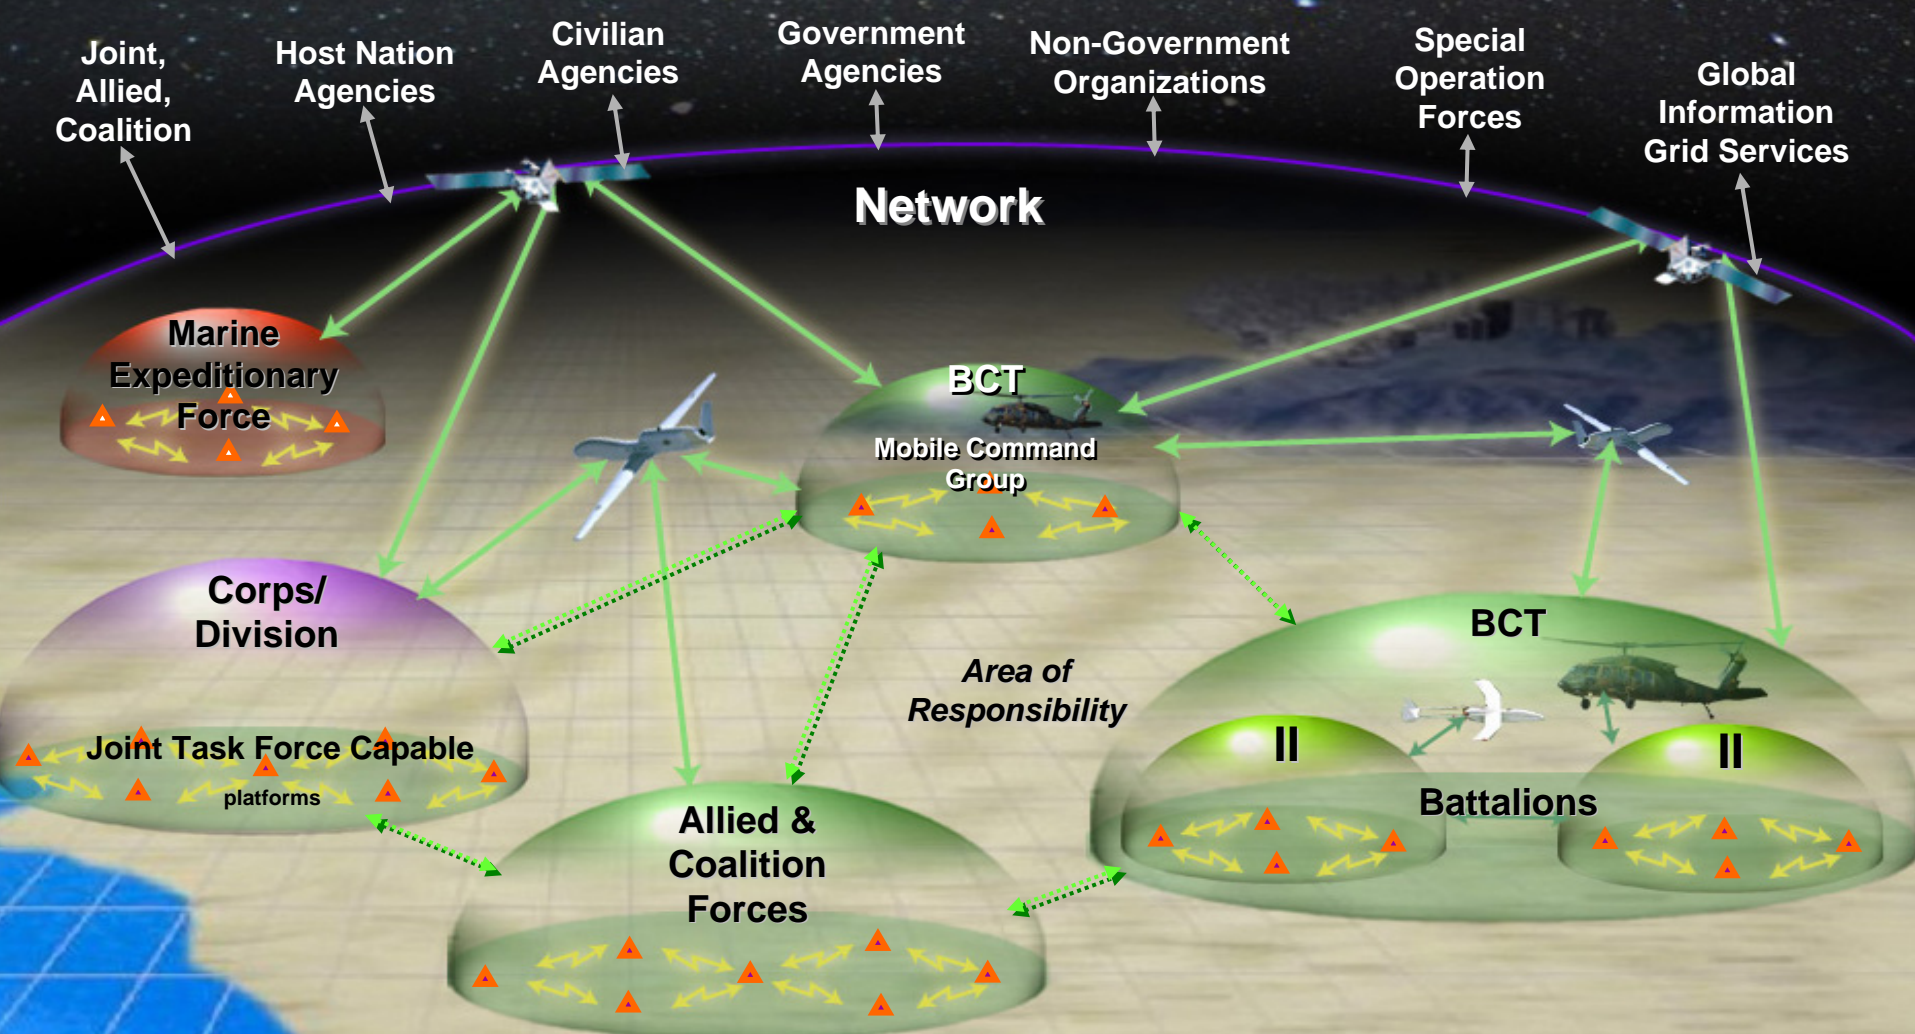 Joint,
Allied,
Coalition
Host Nation
Agencies
Civilian
Agencies
Government
Agencies
Non-Government
Organizations
Special
Operation
Forces
Global
Information
Grid Services
Network
Marine
Expeditionary
Force
BCT
Mobile Command
Group
Corps/
Division
Joint Task Force Capable
platforms
Area of
Responsibility
BCT
II
II
Battalions
Allied &
Coalition
Forces